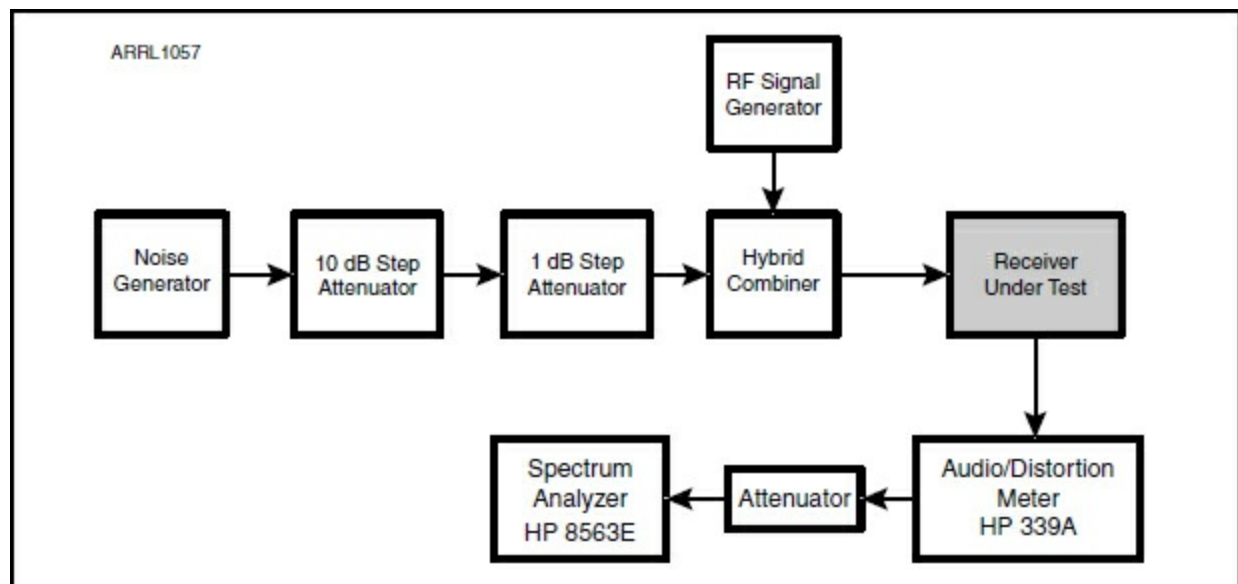 ARRL1057
RF Signal
Generator
Noise
Generator
10 dB Step
Attenuator
1 dB Step
Attenuator
Hybrid
Combiner
Receiver
Under Test
Spectrum
Analyzer
HP 8563E
Attenuator
Audio/Distortion
Meter
HP 339A